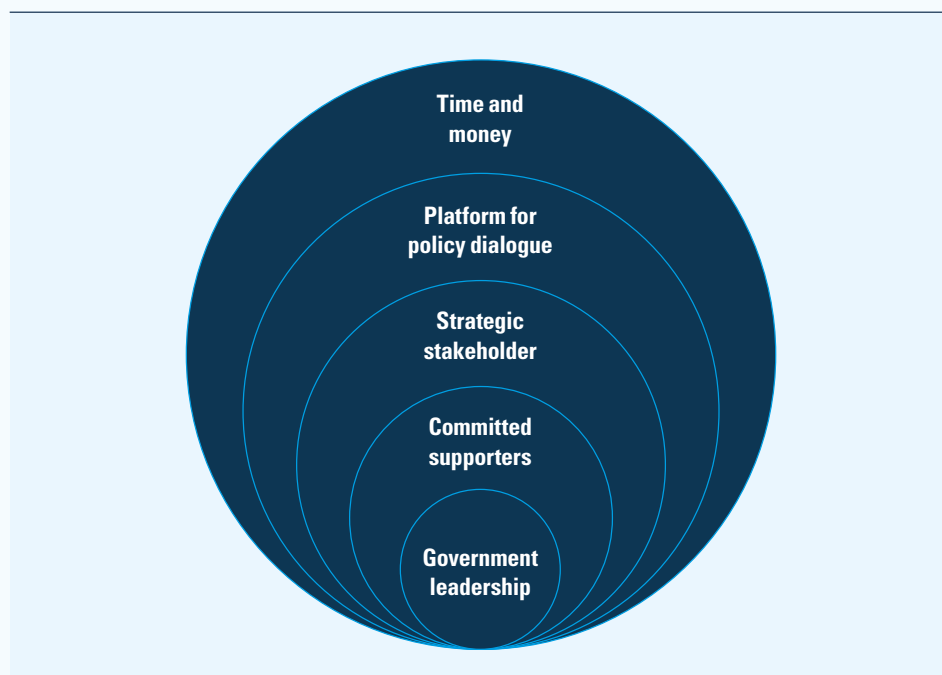 Time and
money
Platform for
policy dialogue
Strategic
stakeholder
Committed
supporters
Government
leadership